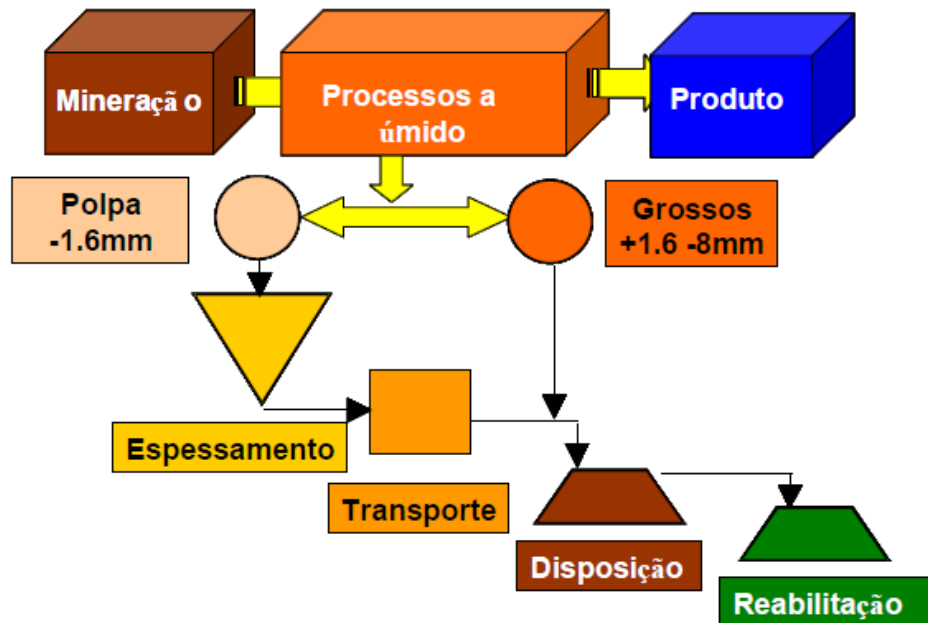 Mineração
Processos a
úmido
Produto
Polpa
-1.6mm
Grossos
+1.6 -8mm
Espessamento
Transporte
Disposição
Reabilitação